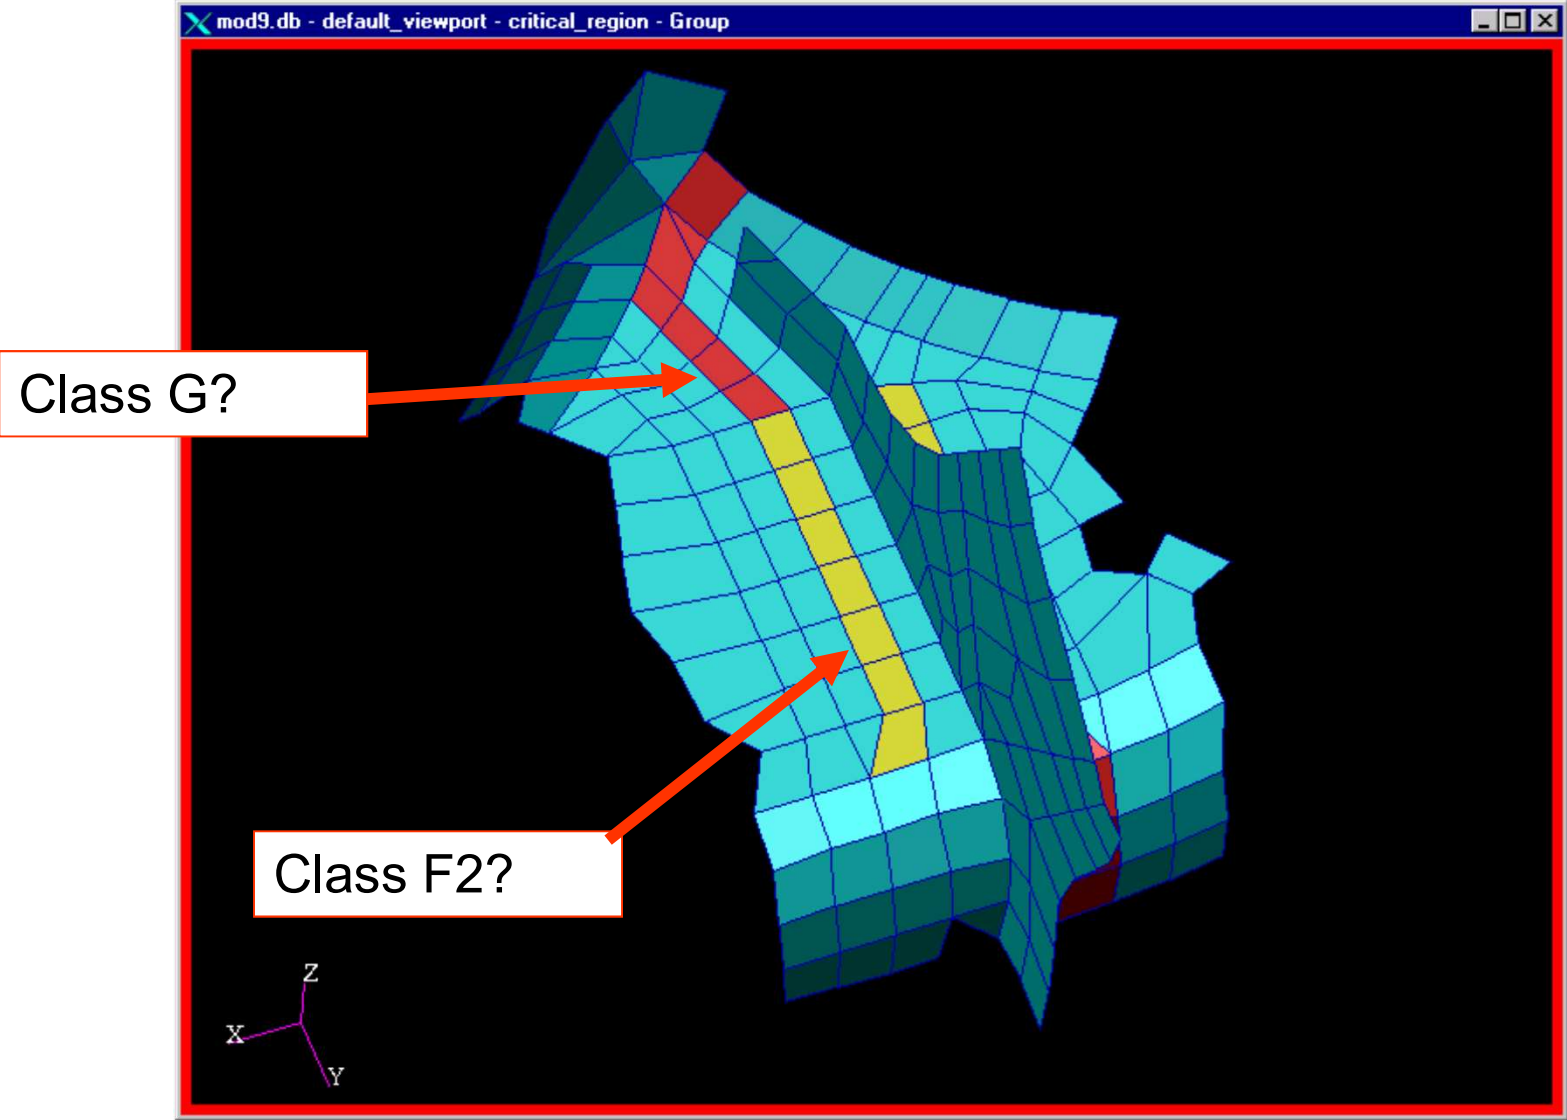 mod9.db - default_viewport - critical_region - Group
Class G?
Class F2?
Z
X
Y